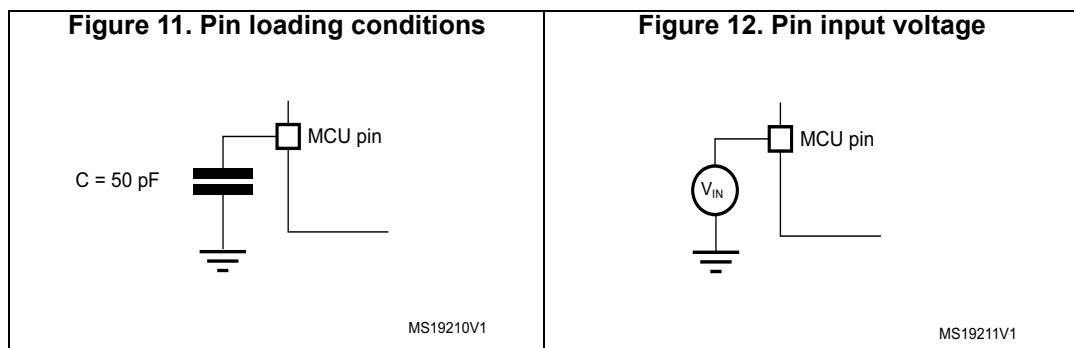 Figure 11. Pin loading conditions
MCU pin
C = 50 pF
MS19210V1
Figure 12. Pin input voltage
MCU pin
VIN
MS19211V1